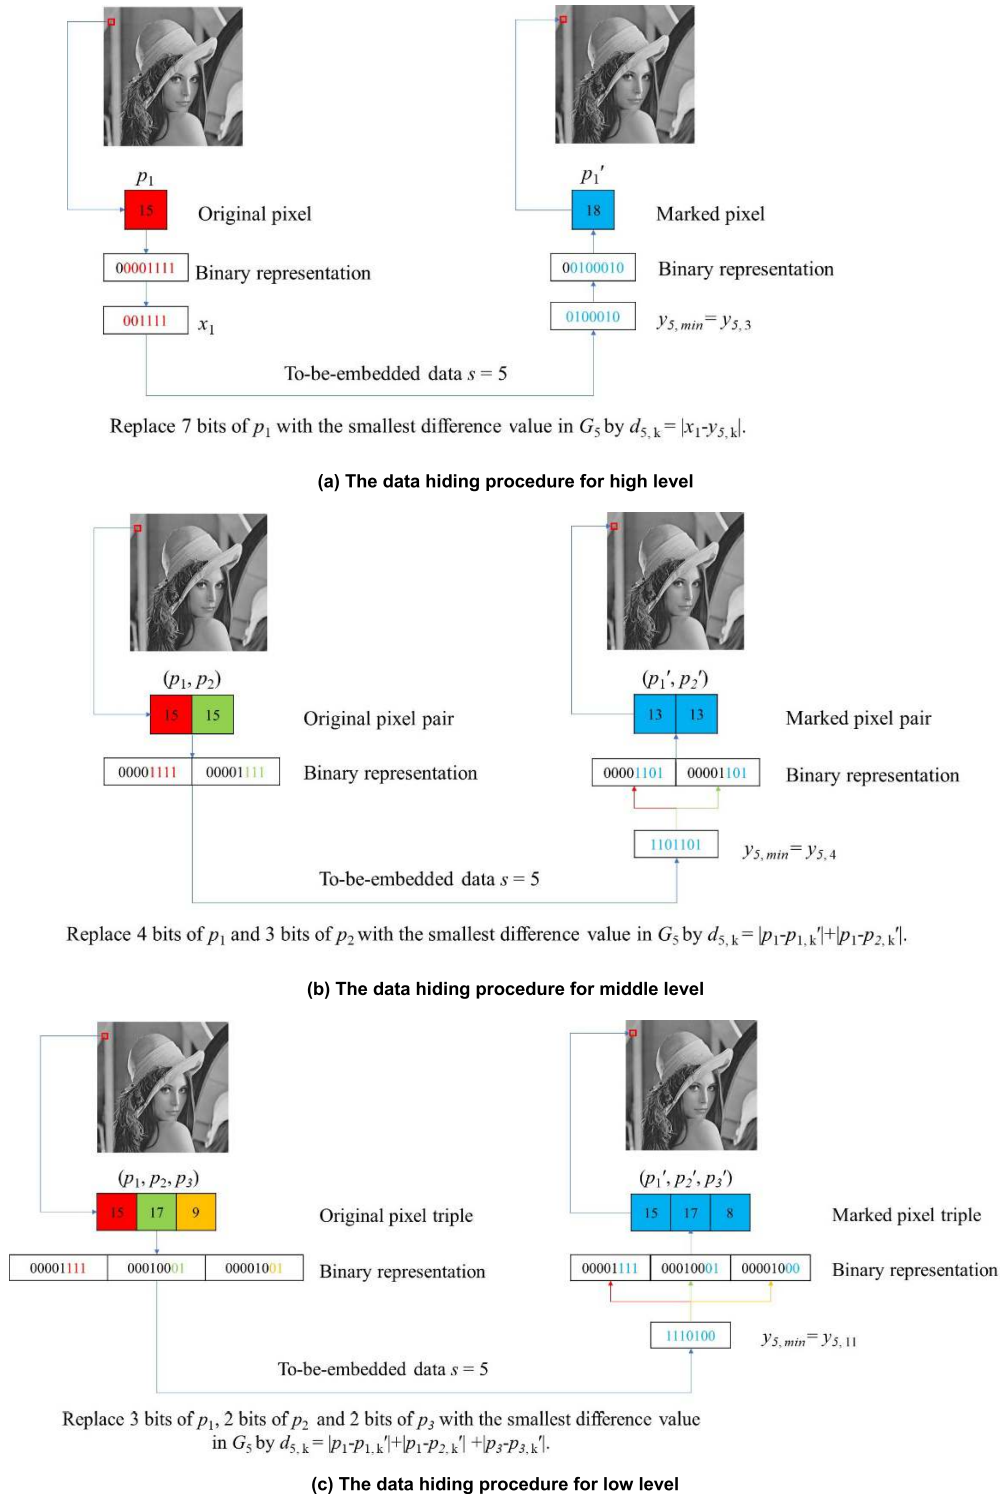 p1
p1′
15
Original pixel
18
Marked pixel
00001111
Binary representation
00100010
Binary representation
001111
x1
0100010
y5, min= y5, 3
To-be-embedded data s = 5
Replace 7 bits of p1 with the smallest difference value in G5 by d5, k = |x1-y5, k|.
(a) The data hiding procedure for high level
(p1, p2)
(p1′, p2′)
15 15
Original pixel pair
13 13
Marked pixel pair
00001111 00001111
Binary representation
00001101 00001101
Binary representation
1101101
y5, min= y5, 4
To-be-embedded data s = 5
Replace 4 bits of p1 and 3 bits of p2 with the smallest difference value in G5 by d5, k = |p1-p1, k′|+|p1-p2, k′|.
(b) The data hiding procedure for middle level
(p1, p2, p3)
(p1′, p2′, p3′)
15 17 9
Original pixel triple
15 17 8
Marked pixel triple
00001111 00010001 00001001
Binary representation
00001111 00010001 00001000
Binary representation
1110100
y5, min= y5, 11
To-be-embedded data s = 5
Replace 3 bits of p1, 2 bits of p2 and 2 bits of p3 with the smallest difference value
in G5 by d5, k = |p1-p1, k′|+|p1-p2, k′| +|p3-p3, k′|.
(c) The data hiding procedure for low level